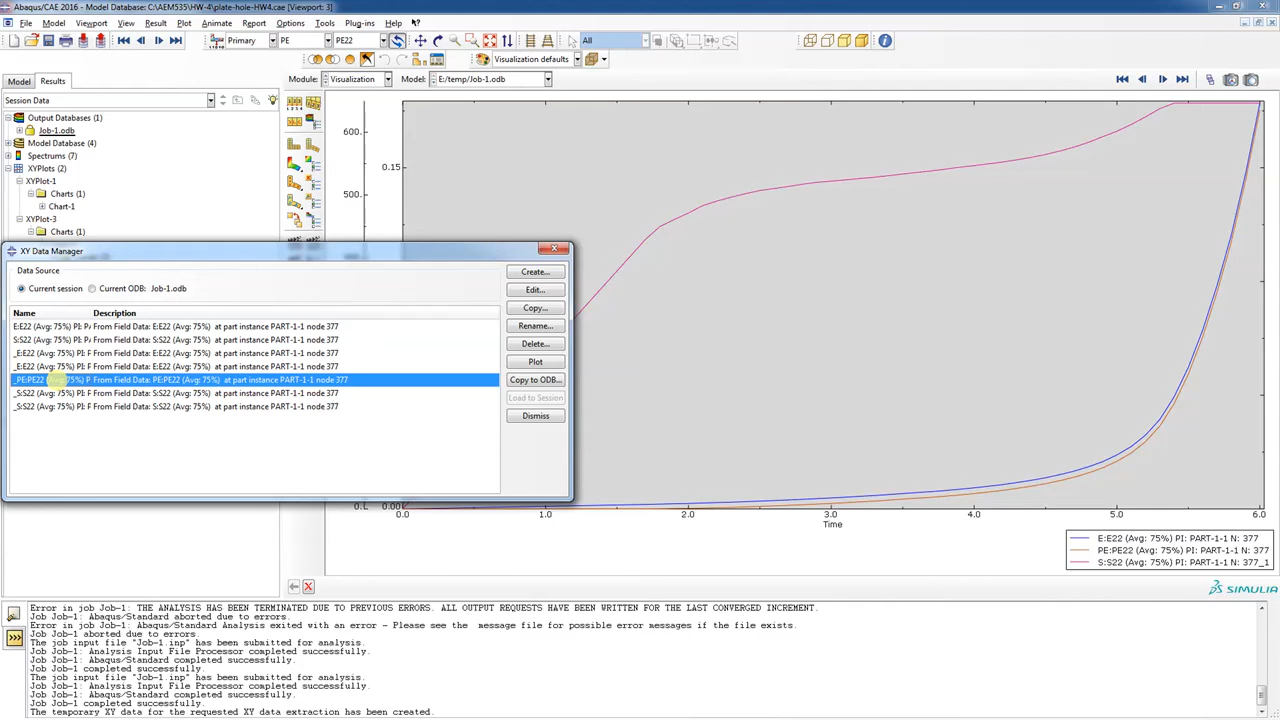 Abaqus/CAE 2016 - Model Database: C:\AEM535\HW-4\plate-hole-HW4.cae [Viewport: 3]
File Model Viewport View Result Plot Animate Report Options Tools Plug-ins Help
Primary PE PE22 All
Visualization defaults
Model Results Module: Visualization Model: E:/temp/Job-1.odb
Session Data
Output Databases (1)
Job-1.odb
Model Database (4)
Spectrums (7)
XYPlots (2)
XYPlot-1
Charts (1)
Chart-1
XYPlot-3
Charts (1)
600.
0.15
500.
XY Data Manager
Data Source
Current session Current ODB: Job-1.odb
Name Description
E:E22 (Avg: 75%) PI: P From Field Data: E:E22 (Avg: 75%) at part instance PART-1-1 node 377
S:S22 (Avg: 75%) PI: P From Field Data: S:S22 (Avg: 75%) at part instance PART-1-1 node 377
_E:E22 (Avg: 75%) PI: F From Field Data: E:E22 (Avg: 75%) at part instance PART-1-1 node 377
_E:E22 (Avg: 75%) PI: F From Field Data: E:E22 (Avg: 75%) at part instance PART-1-1 node 377
_PE:PE22 (Avg: 75%) P From Field Data: PE:PE22 (Avg: 75%) at part instance PART-1-1 node 377
_S:S22 (Avg: 75%) PI: F From Field Data: S:S22 (Avg: 75%) at part instance PART-1-1 node 377
_S:S22 (Avg: 75%) PI: F From Field Data: S:S22 (Avg: 75%) at part instance PART-1-1 node 377
Create...
Edit...
Copy...
Rename...
Delete...
Plot
Copy to ODB...
Load to Session
Dismiss
0.00
0.0 1.0 2.0 3.0 4.0 5.0 6.0
Time
E:E22 (Avg: 75%) PI: PART-1-1 N: 377
PE:PE22 (Avg: 75%) PI: PART-1-1 N: 377
S:S22 (Avg: 75%) PI: PART-1-1 N: 377_1
SIMULIA
Error in job Job-1: THE ANALYSIS HAS BEEN TERMINATED DUE TO PREVIOUS ERRORS. ALL OUTPUT REQUESTS HAVE BEEN WRITTEN FOR THE LAST CONVERGED INCREMENT.
Job Job-1: Abaqus/Standard aborted due to errors.
Error in job Job-1: Abaqus/Standard Analysis exited with an error - Please see the message file for possible error messages if the file exists.
Job Job-1 aborted due to errors.
The job input file "Job-1.inp" has been submitted for analysis.
Job Job-1: Analysis Input File Processor completed successfully.
Job Job-1: Abaqus/Standard completed successfully.
Job Job-1 completed successfully.
The job input file "Job-1.inp" has been submitted for analysis.
Job Job-1: Analysis Input File Processor completed successfully.
Job Job-1: Abaqus/Standard completed successfully.
Job Job-1 completed successfully.
The temporary XY data for the requested XY data extraction has been created.